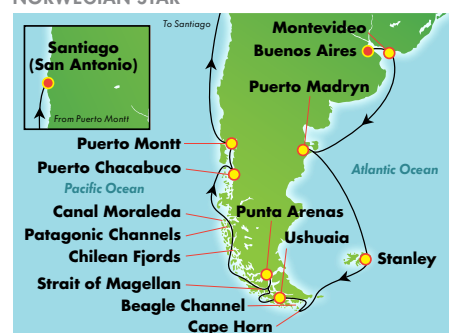 NORWEGIAN STAR
To Santiago
Montevideo
Buenos Aires
Santiago
(San Antonio)
From Puerto Montt
Puerto Madryn
Puerto Montt
Puerto Chacabuco
Atlantic Ocean
Pacific Ocean
Canal Moraleda
Punta Arenas
Patagonic Channels
Ushuaia
Chilean Fjords
Stanley
Strait of Magellan
Beagle Channel
Cape Horn